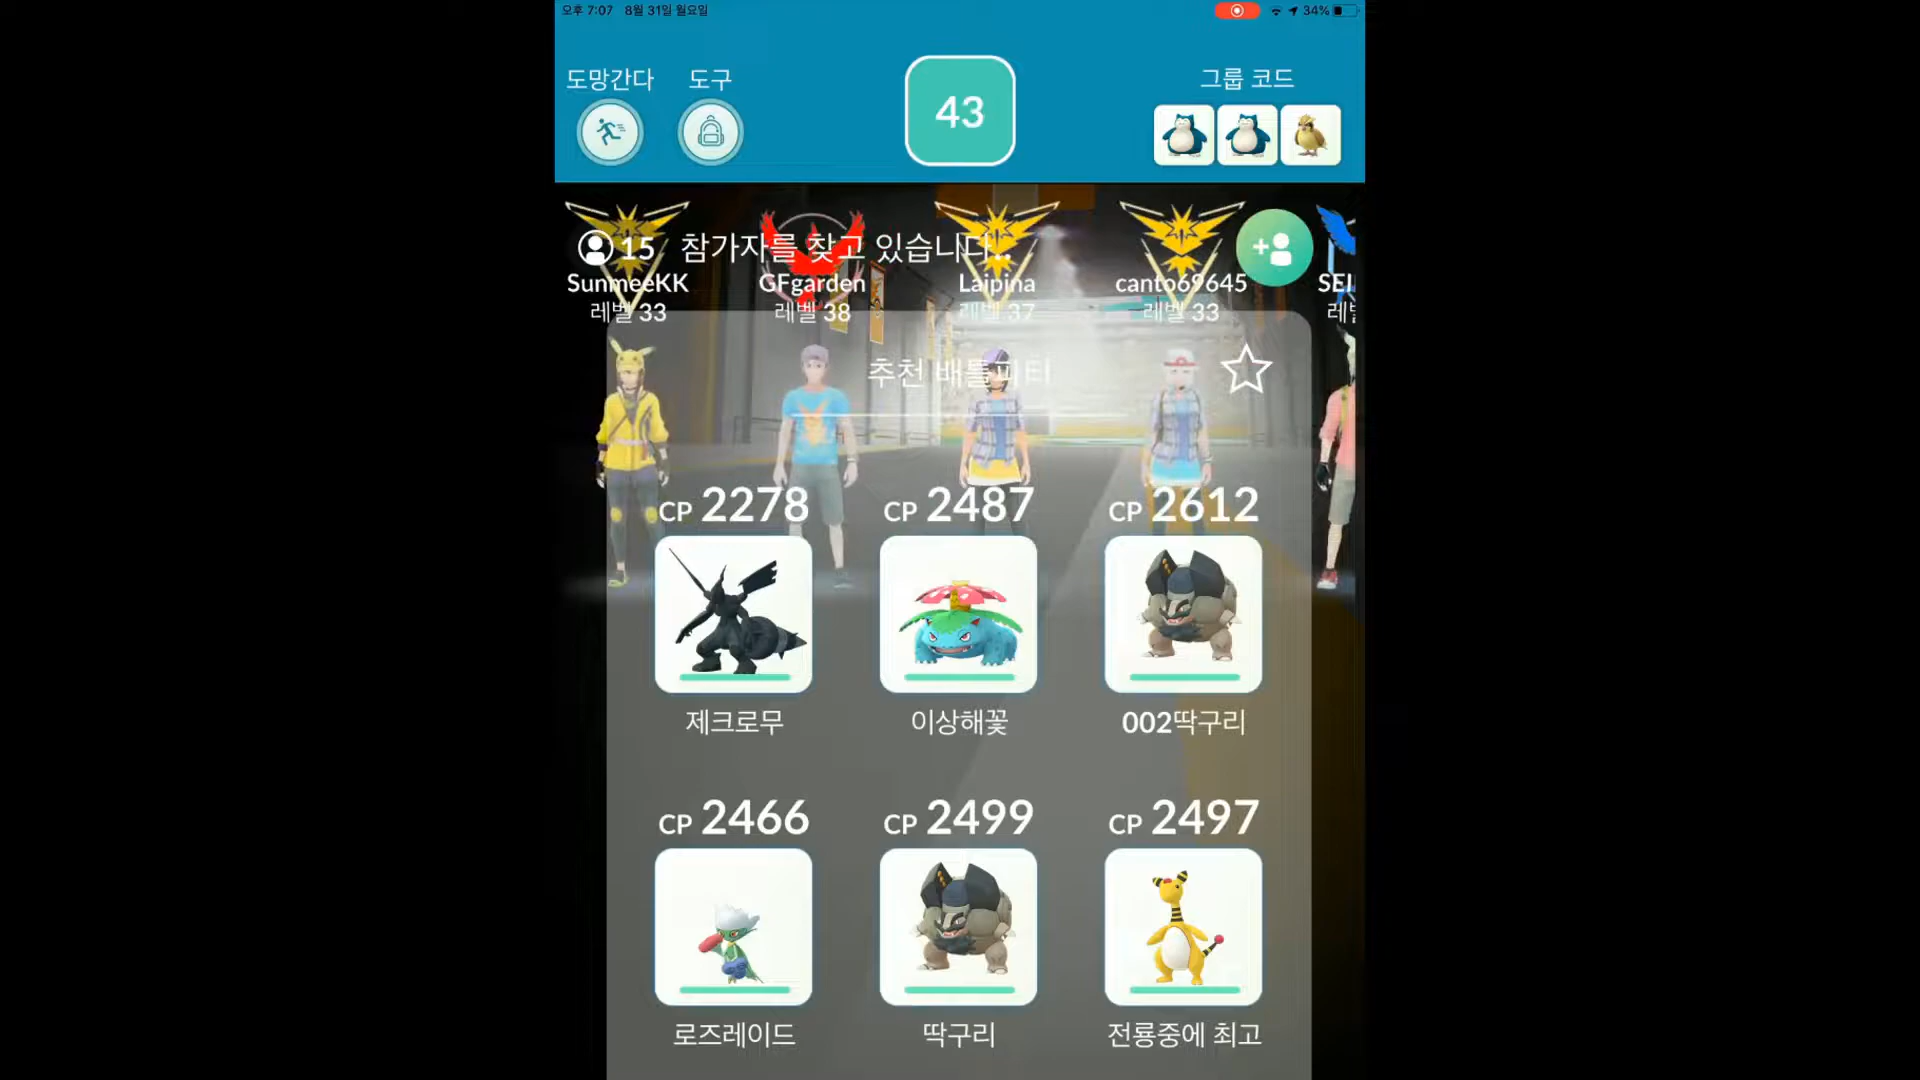 오후 7:07 8월 31일 월요일
34%
도망간다 도구
43
그룹 코드
15 참가자를 찾고 있습니다..
SunmeeKK GFgarden Laipina canto69645 SEI
레벨 33 레벨 38 레벨 37 레벨 33
추천 배틀파티
CP 2278 CP 2487 CP 2612
제크로무 이상해꽃 002딱구리
CP 2466 CP 2499 CP 2497
로즈레이드 딱구리 전룡중에 최고